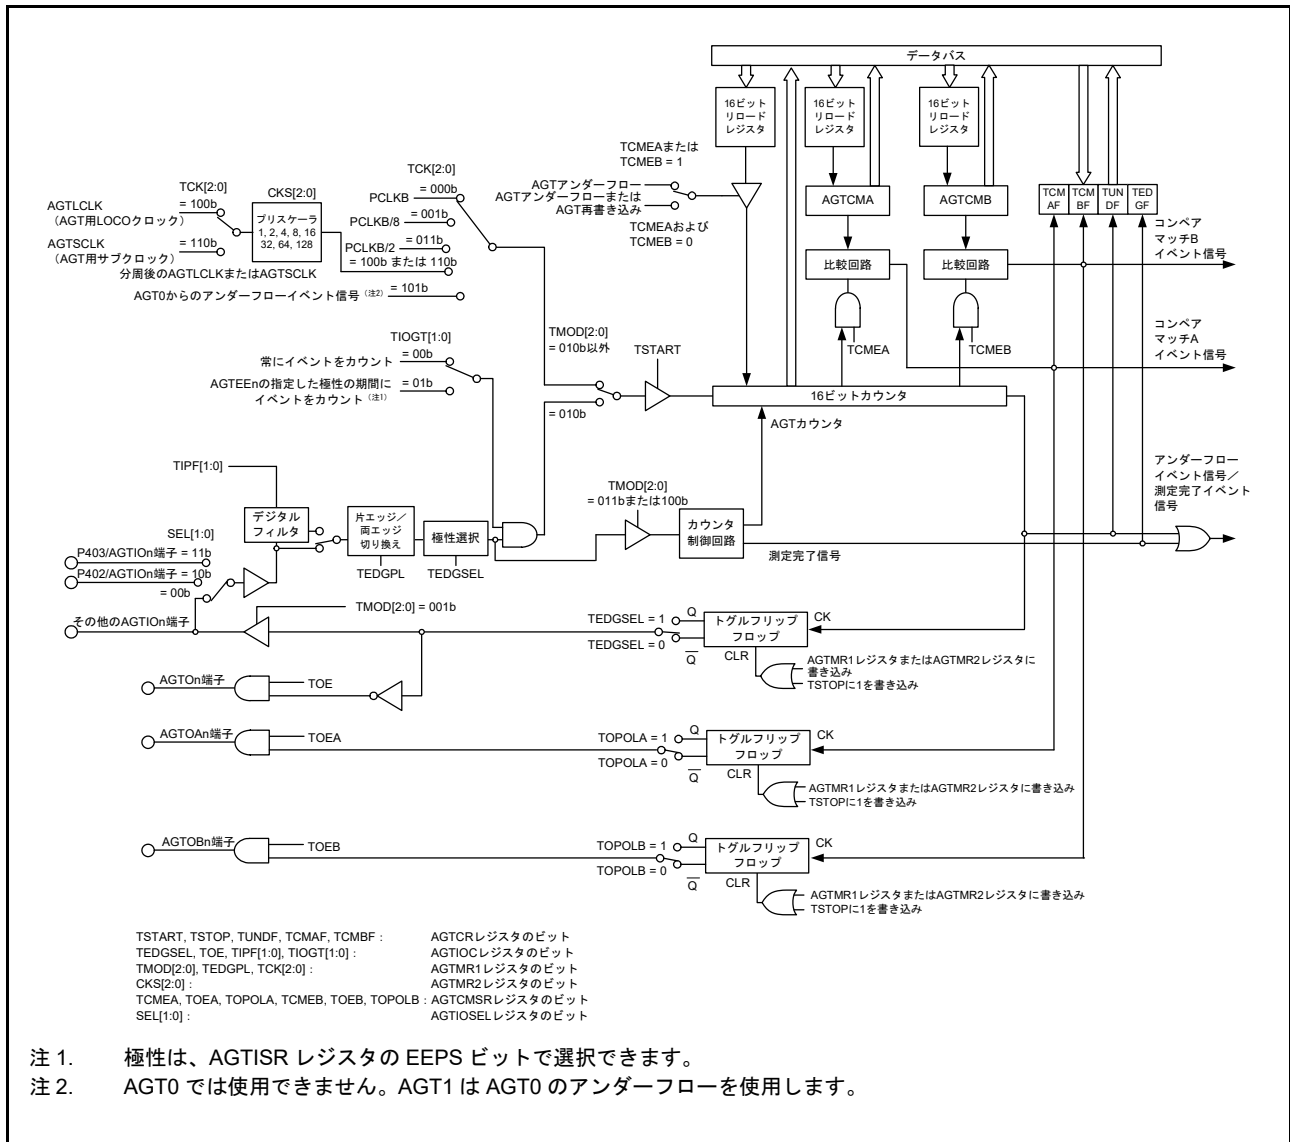 データバス
16ビット
リロード
レジスタ
16ビット
リロード
レジスタ
16ビット
リロード
レジスタ
TCMEAまたは
TCMEB = 1
AGTアンダーフロー
AGTアンダーフローまたは
AGT再書き込み
TCMEAおよび
TCMEB = 0
AGTCMA
AGTCMB
TCM
AF
TCM
BF
TUN
DF
TED
GF
比較回路
比較回路
TCMEA
TCMEB
コンペア
マッチB
イベント信号
コンペア
マッチA
イベント信号
TCK[2:0]
= 000b
PCLKB
= 001b
PCLKB/8
= 011b
PCLKB/2
= 100b または 110b
TCK[2:0]
AGTLCLK
= 100b
(AGT用LOCOクロック)
AGTSCLK
= 110b
(AGT用サブクロック)
CKS[2:0]
プリスケーラ
1, 2, 4, 8, 16
32, 64, 128
分周後のAGTLCLKまたはAGTSCLK
AGT0からのアンダーフローイベント信号 (注2) = 101b
TIOGT[1:0]
常にイベントをカウント = 00b
AGTEEnの指定した極性の期間に = 01b
イベントをカウント (注1)
TMOD[2:0]
= 010b以外
= 010b
TSTART
16ビットカウンタ
AGTカウンタ
TIPF[1:0]
デジタル
フィルタ
SEL[1:0]
P403/AGTIOn端子 = 11b
P402/AGTIOn端子 = 10b
= 00b
その他のAGTIOn端子
片エッジ/
両エッジ
切り換え
TEDGPL
極性選択
TEDGSEL
TMOD[2:0]
= 011bまたは100b
カウンタ
制御回路
測定完了信号
アンダーフロー
イベント信号/
測定完了イベント
信号
TMOD[2:0] = 001b
TEDGSEL = 1
TEDGSEL = 0
Q
Q
トグルフリップ
フロップ
CK
CLR
AGTMR1レジスタまたはAGTMR2レジスタに
書き込み
TSTOPに1を書き込み
AGTOn端子
TOE
AGTOAn端子
TOEA
TOPOLA = 1
TOPOLA = 0
Q
Q
トグルフリップ
フロップ
CK
CLR
AGTMR1レジスタまたはAGTMR2レジスタに書き込み
TSTOPに1を書き込み
AGTOBn端子
TOEB
TOPOLB = 1
TOPOLB = 0
Q
Q
トグルフリップ
フロップ
CK
CLR
AGTMR1レジスタまたはAGTMR2レジスタに書き込み
TSTOPに1を書き込み
TSTART, TSTOP, TUNDF, TCMAF, TCMBF : AGTCRレジスタのビット
TEDGSEL, TOE, TIPF[1:0], TIOGT[1:0] : AGTIOCレジスタのビット
TMOD[2:0], TEDGPL, TCK[2:0] : AGTMR1レジスタのビット
CKS[2:0] : AGTMR2レジスタのビット
TCMEA, TOEA, TOPOLA, TCMEB, TOEB, TOPOLB : AGTCMSRレジスタのビット
SEL[1:0] : AGTIOSELレジスタのビット
注 1. 極性は、AGTISR レジスタの EEPS ビットで選択できます。
注 2. AGT0 では使用できません。AGT1 は AGT0 のアンダーフローを使用します。